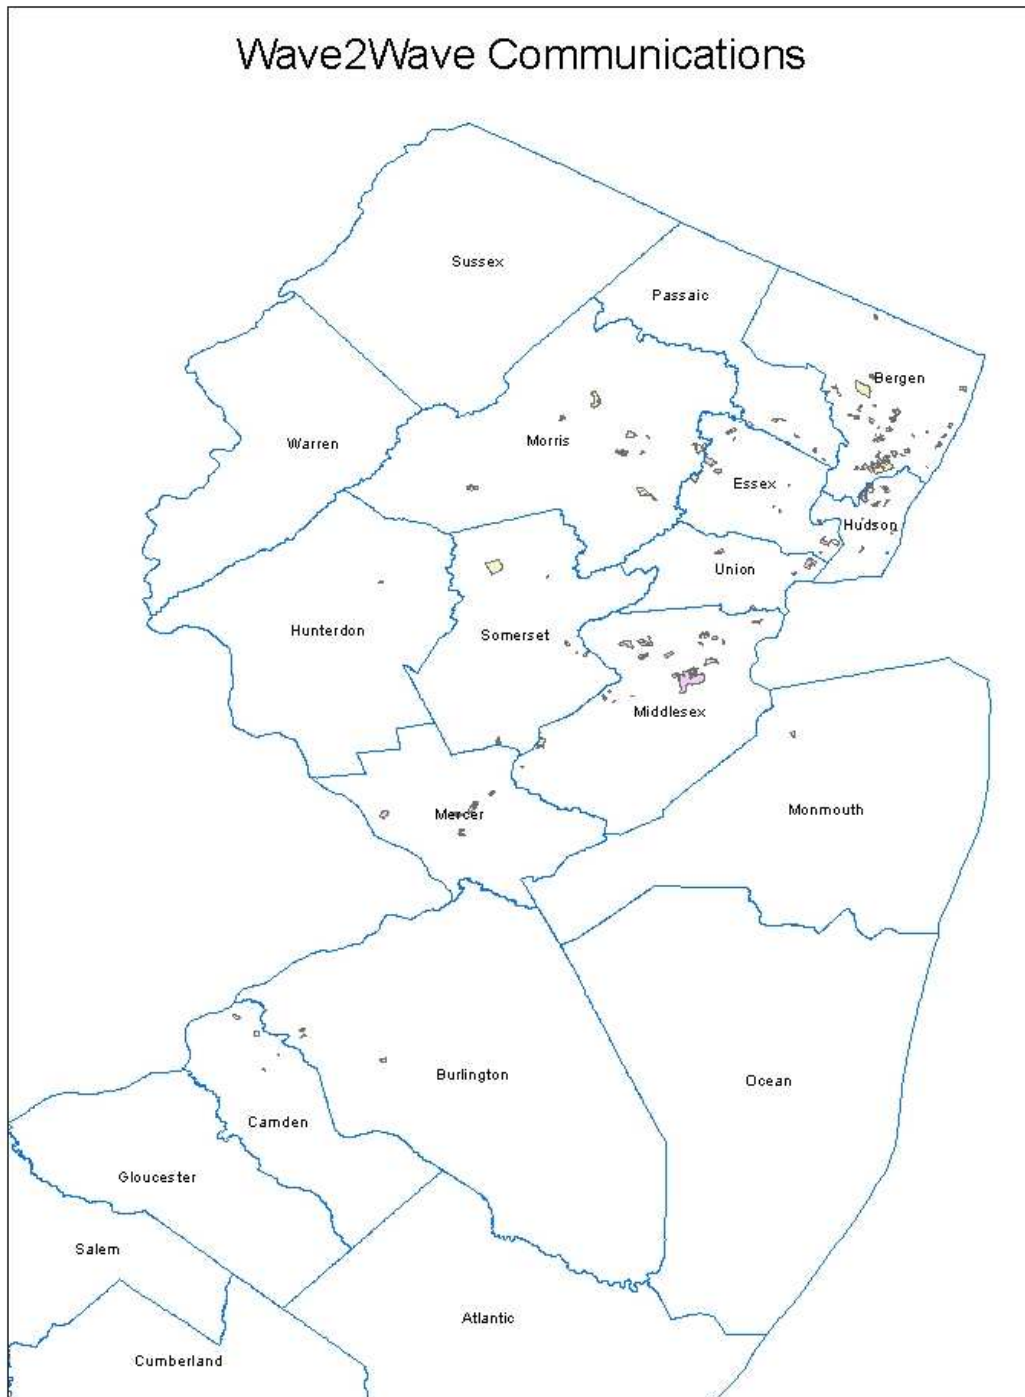 Wave2Wave Communications
Sussex
Passaic
Bergen
Morris
Warren
Essex
Hudson
Union
Hunterdon
Somerset
Middlesex
Monmouth
Mercer
Burlington
Ocean
Camden
Gloucester
Salem
Atlantic
Cumberland